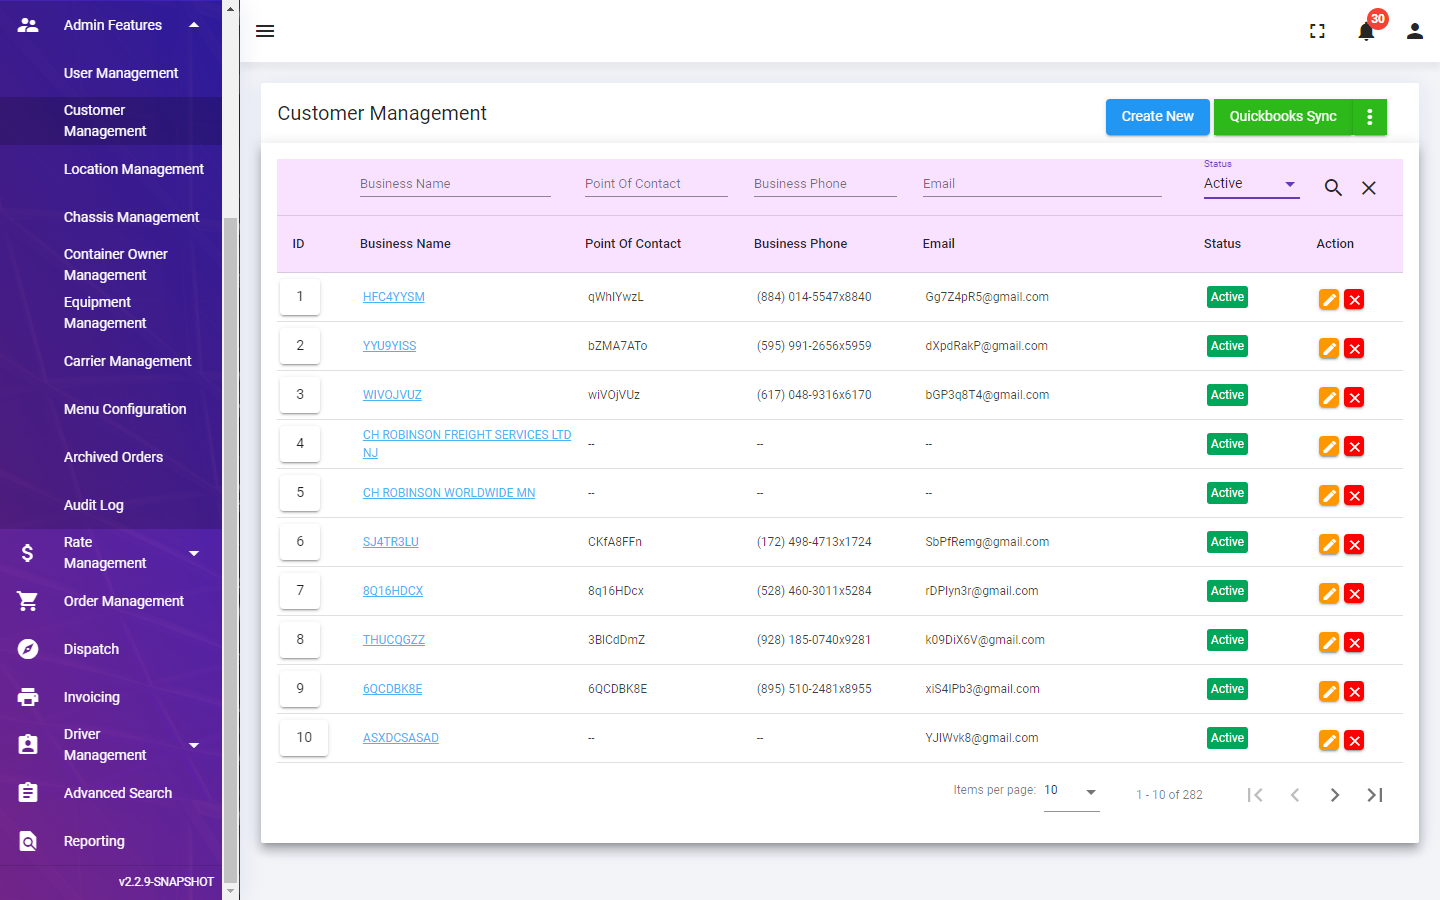 Admin Features
User Management
Customer
Management
Location Management
Chassis Management
Container Owner
Management
Equipment
Management
Carrier Management
Menu Configuration
Archived Orders
Audit Log
Rate
Management
Order Management
Dispatch
Invoicing
Driver
Management
Advanced Search
Reporting
v2.2.9-SNAPSHOT
30
Customer Management
Create New
Quickbooks Sync
Business Name
Point Of Contact
Business Phone
Email
Status
Active
ID Business Name Point Of Contact Business Phone Email Status Action
1 HFC4YYSM qWhIYwzL (884) 014-5547x8840 Gg7Z4pR5@gmail.com Active
2 YYU9YISS bZMA7ATo (595) 991-2656x5959 dXpdRakP@gmail.com Active
3 WIVOJVUZ wiVOjVUz (617) 048-9316x6170 bGP3q8T4@gmail.com Active
4 CH ROBINSON FREIGHT SERVICES LTD
NJ -- -- -- Active
5 CH ROBINSON WORLDWIDE MN -- -- -- Active
6 SJ4TR3LU CKfA8FFn (172) 498-4713x1724 SbPfRemg@gmail.com Active
7 8Q16HDCX 8q16HDcx (528) 460-3011x5284 rDPIyn3r@gmail.com Active
8 THUCQGZZ 3BICdDmZ (928) 185-0740x9281 k09DiX6V@gmail.com Active
9 6QCDBK8E 6QCDBK8E (895) 510-2481x8955 xiS4IPb3@gmail.com Active
10 ASXDCSASAD -- -- YJIWvk8@gmail.com Active
Items per page: 10 1 - 10 of 282